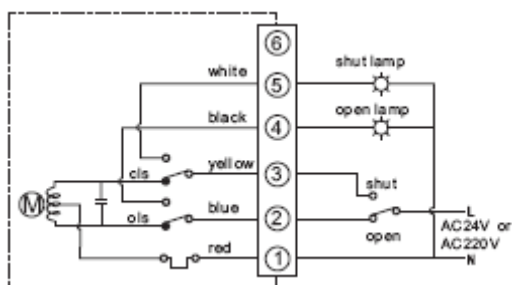 6
white
5
shut lamp
black
4
open lamp
yellow
3
shut
cls
M
ols
blue
2
open
L
AC24V or
AC220V
red
1
N